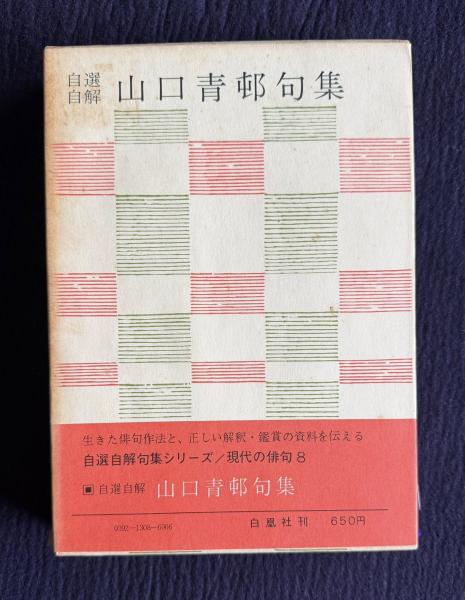 自選
自解 山口青邨句集
生きた俳句作法と、正しい解釈・鑑賞の資料を伝える
自選自解句集シリーズ/現代の俳句8
■ 自選自解 山口青邨句集
0392-1308-6906
白凰社刊 650円